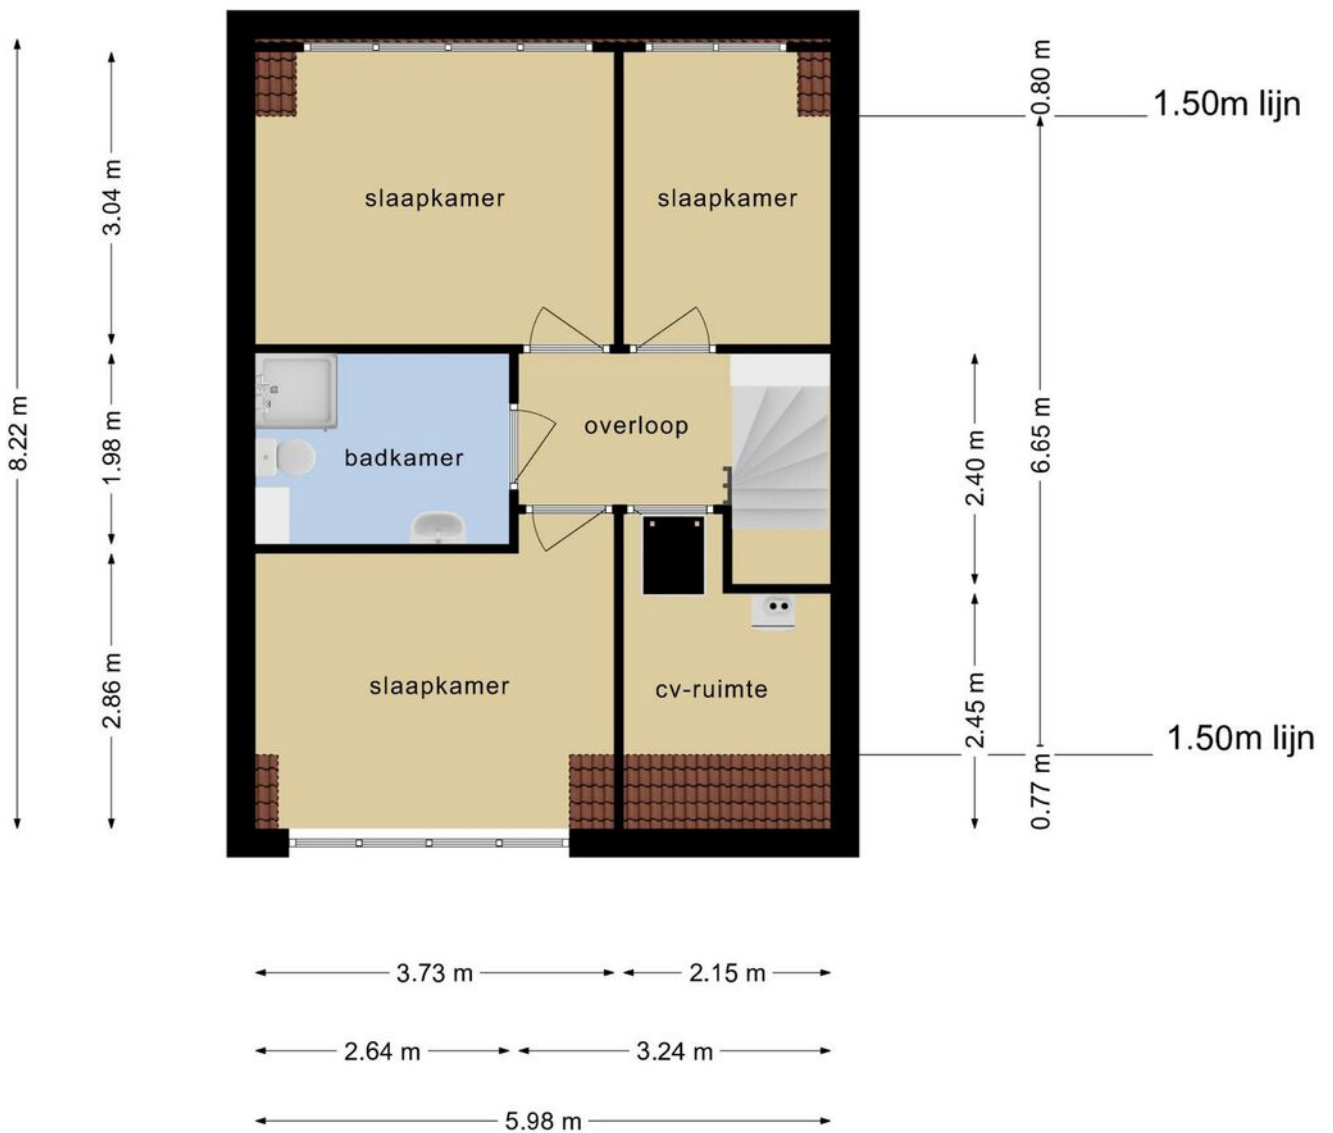 0.80 m
1.50m lijn
3.04 m
slaapkamer
slaapkamer
8.22 m
1.98 m
badkamer
overloop
2.40 m
6.65 m
2.86 m
slaapkamer
cv-ruimte
2.45 m
1.50m lijn
0.77 m
3.73 m
2.15 m
2.64 m
3.24 m
5.98 m